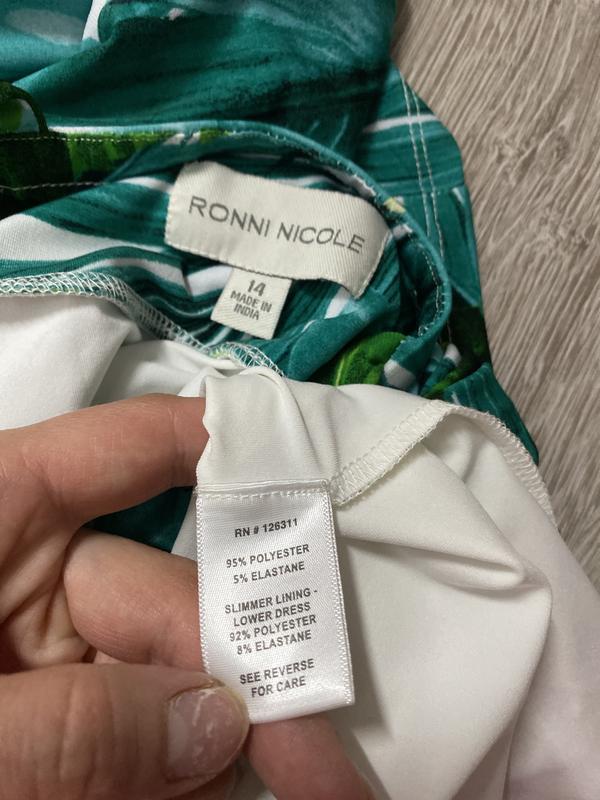 RONNI NICOLE
14
MADE IN
INDIA
RN # 126311
95% POLYESTER
5% ELASTANE
SLIMMER LINING -
LOWER DRESS
92% POLYESTER
8% ELASTANE
SEE REVERSE
FOR CARE